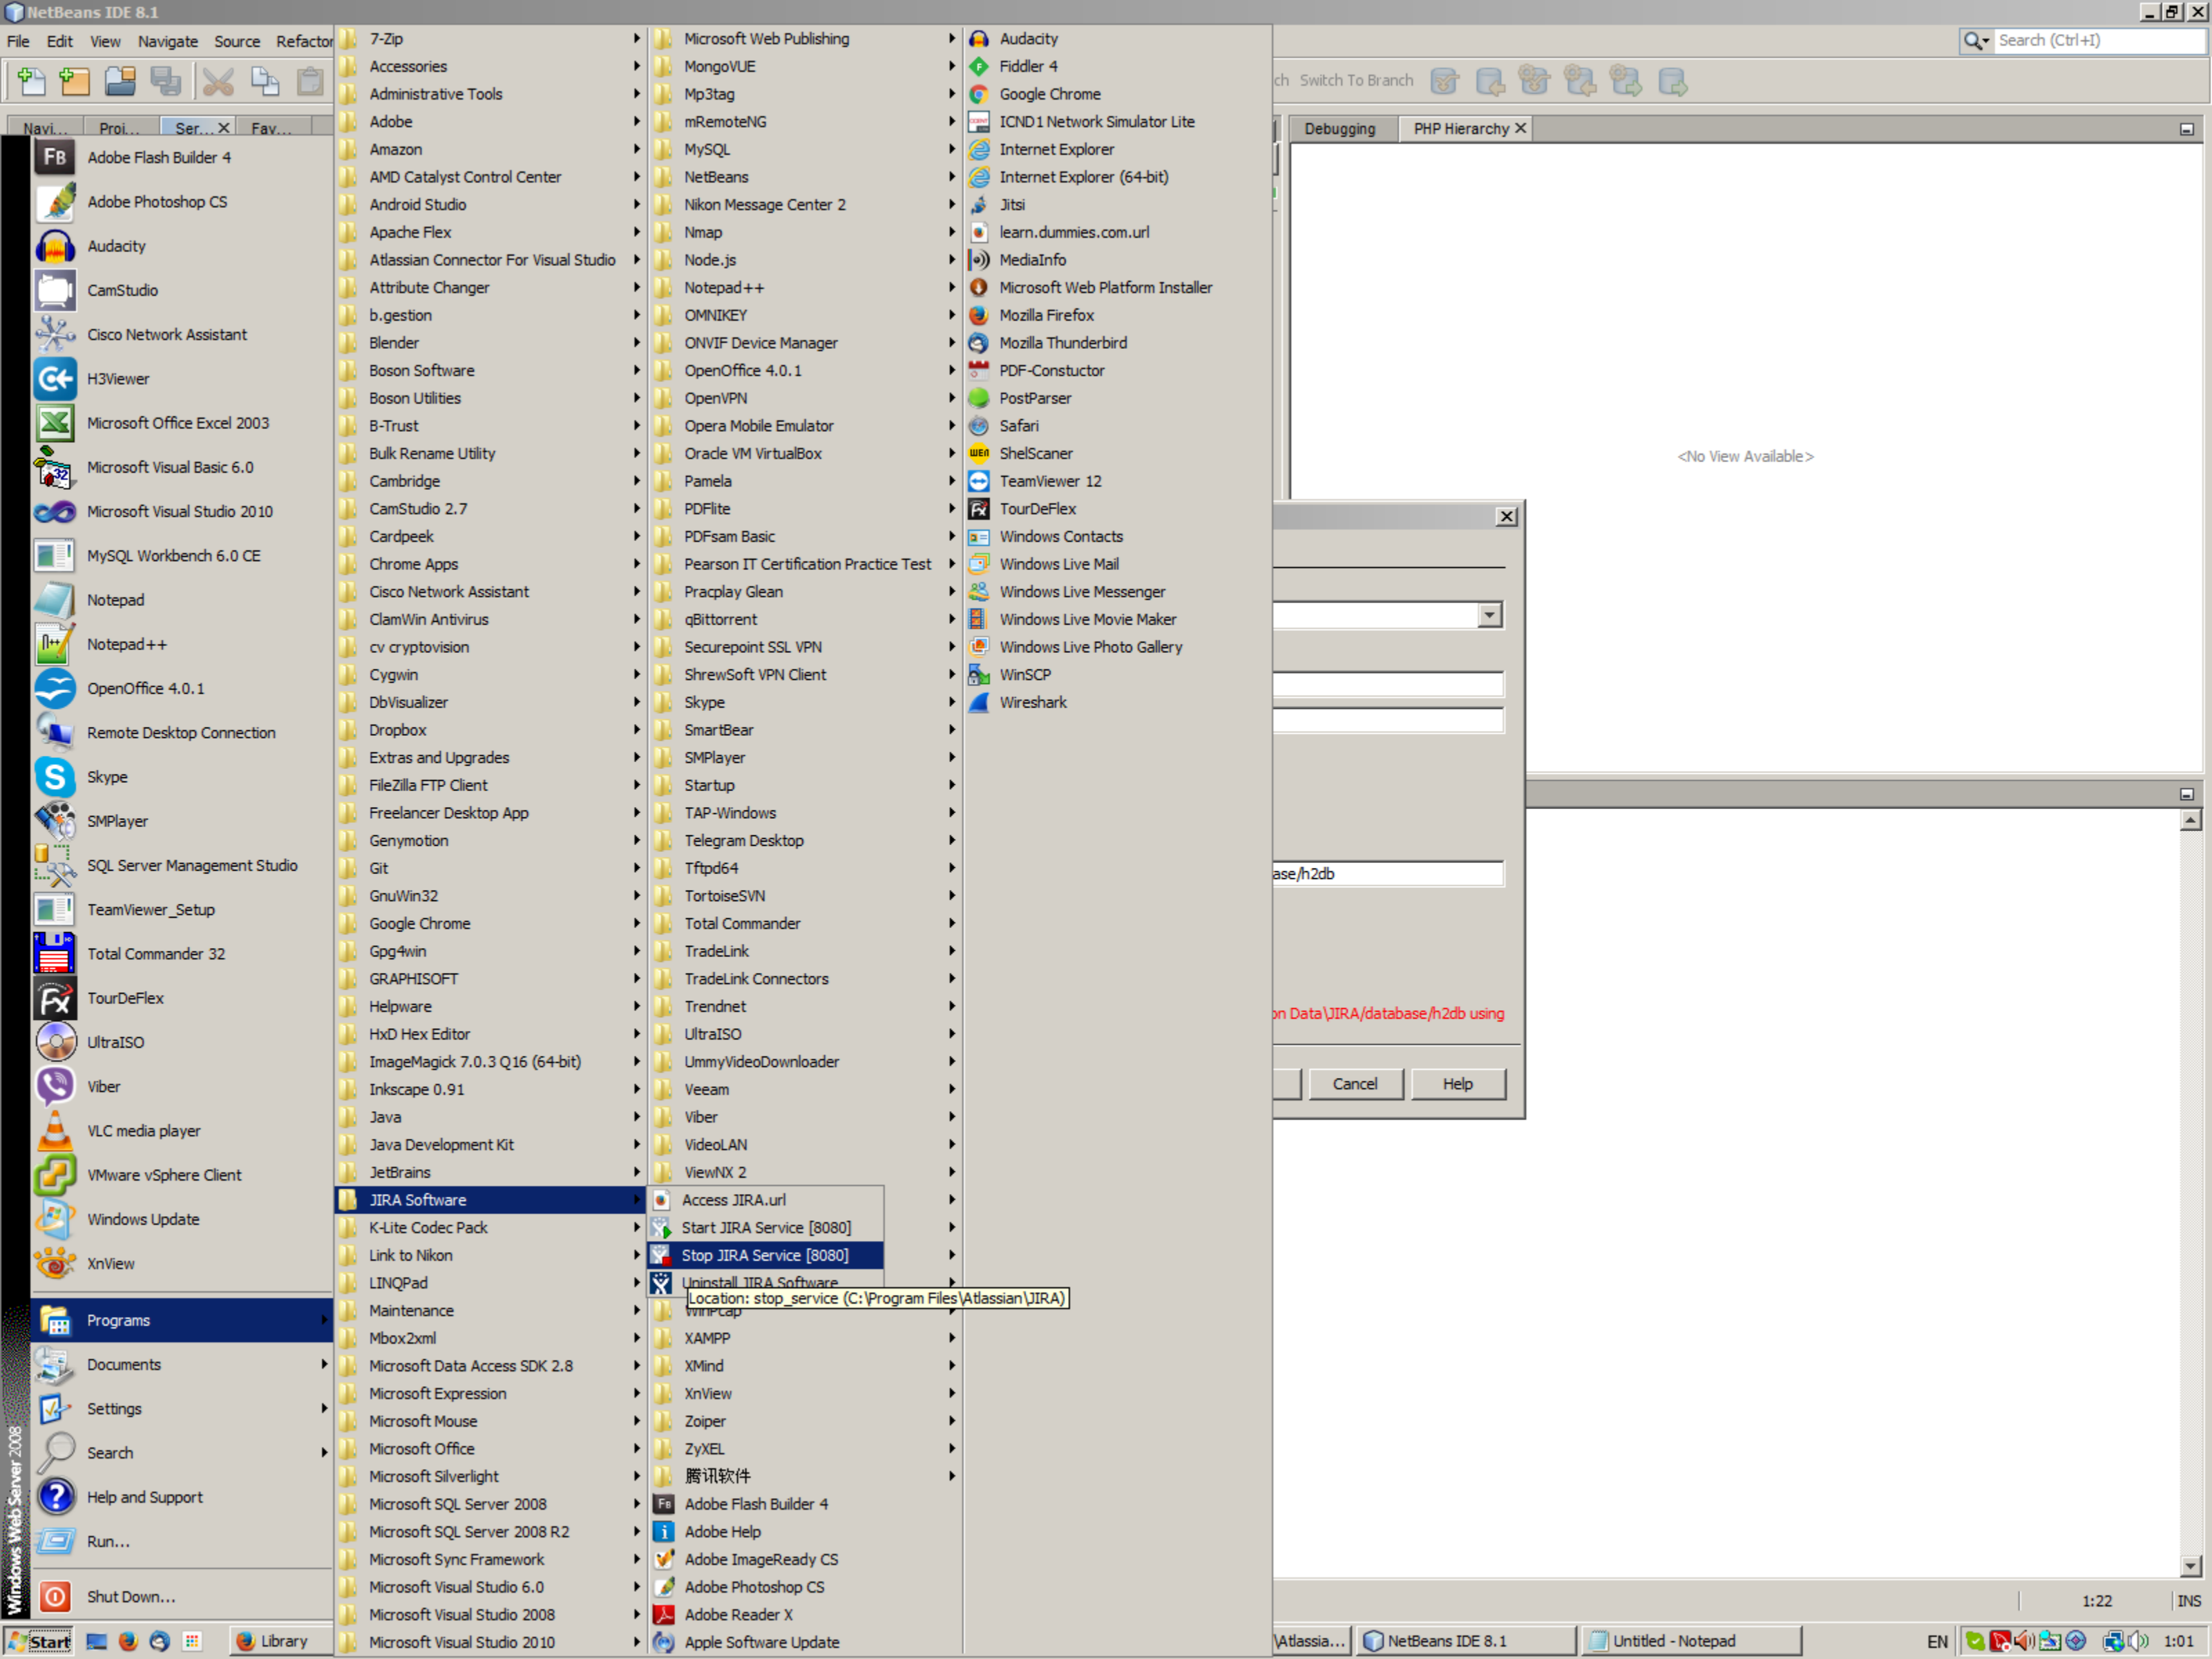 NetBeans IDE 8.1
File Edit View Navigate Source Refactor
Search (Ctrl+I)
Switch To Branch
Navi... Proj... Ser... Fav...
Debugging PHP Hierarchy
<No View Available>
Adobe Flash Builder 4
Adobe Photoshop CS
Audacity
CamStudio
Cisco Network Assistant
H3Viewer
Microsoft Office Excel 2003
Microsoft Visual Basic 6.0
Microsoft Visual Studio 2010
MySQL Workbench 6.0 CE
Notepad
Notepad++
OpenOffice 4.0.1
Remote Desktop Connection
Skype
SMPlayer
SQL Server Management Studio
TeamViewer_Setup
Total Commander 32
TourDeFlex
UltraISO
Viber
VLC media player
VMware vSphere Client
Windows Update
XnView
Programs
Documents
Settings
Search
Help and Support
Run...
Shut Down...
Windows Web Server 2008
7-Zip
Accessories
Administrative Tools
Adobe
Amazon
AMD Catalyst Control Center
Android Studio
Apache Flex
Atlassian Connector For Visual Studio
Attribute Changer
b.gestion
Blender
Boson Software
Boson Utilities
B-Trust
Bulk Rename Utility
Cambridge
CamStudio 2.7
Cardpeek
Chrome Apps
Cisco Network Assistant
ClamWin Antivirus
cv cryptovision
Cygwin
DbVisualizer
Dropbox
Extras and Upgrades
FileZilla FTP Client
Freelancer Desktop App
Genymotion
Git
GnuWin32
Google Chrome
Gpg4win
GRAPHISOFT
Helpware
HxD Hex Editor
ImageMagick 7.0.3 Q16 (64-bit)
Inkscape 0.91
Java
Java Development Kit
JetBrains
JIRA Software
K-Lite Codec Pack
Link to Nikon
LINQPad
Maintenance
Mbox2xml
Microsoft Data Access SDK 2.8
Microsoft Expression
Microsoft Mouse
Microsoft Office
Microsoft Silverlight
Microsoft SQL Server 2008
Microsoft SQL Server 2008 R2
Microsoft Sync Framework
Microsoft Visual Studio 6.0
Microsoft Visual Studio 2008
Microsoft Visual Studio 2010
Microsoft Web Publishing
MongoVUE
Mp3tag
mRemoteNG
MySQL
NetBeans
Nikon Message Center 2
Nmap
Node.js
Notepad++
OMNIKEY
ONVIF Device Manager
OpenOffice 4.0.1
OpenVPN
Opera Mobile Emulator
Oracle VM VirtualBox
Pamela
PDFlite
PDFsam Basic
Pearson IT Certification Practice Test
Pracplay Glean
qBittorrent
Securepoint SSL VPN
ShrewSoft VPN Client
Skype
SmartBear
SMPlayer
Startup
TAP-Windows
Telegram Desktop
Tftpd64
TortoiseSVN
Total Commander
TradeLink
TradeLink Connectors
Trendnet
UltraISO
UmmyVideoDownloader
Veeam
Viber
VideoLAN
ViewNX 2
Access JIRA.url
Start JIRA Service [8080]
Stop JIRA Service [8080]
Uninstall JIRA Software
Location: stop_service (C:\Program Files\Atlassian\JIRA)
WinPcap
XAMPP
XMind
XnView
Zoiper
ZyXEL
腾讯软件
Adobe Flash Builder 4
Adobe Help
Adobe ImageReady CS
Adobe Photoshop CS
Adobe Reader X
Apple Software Update
Audacity
Fiddler 4
Google Chrome
ICND1 Network Simulator Lite
Internet Explorer
Internet Explorer (64-bit)
Jitsi
learn.dummies.com.url
MediaInfo
Microsoft Web Platform Installer
Mozilla Firefox
Mozilla Thunderbird
PDF-Constuctor
PostParser
Safari
ShelScaner
TeamViewer 12
TourDeFlex
Windows Contacts
Windows Live Mail
Windows Live Messenger
Windows Live Movie Maker
Windows Live Photo Gallery
WinSCP
Wireshark
ase/h2db
on Data\JIRA/database/h2db using
Cancel Help
1:22 INS
Start Library \Atlassia... NetBeans IDE 8.1 Untitled - Notepad EN 1:01